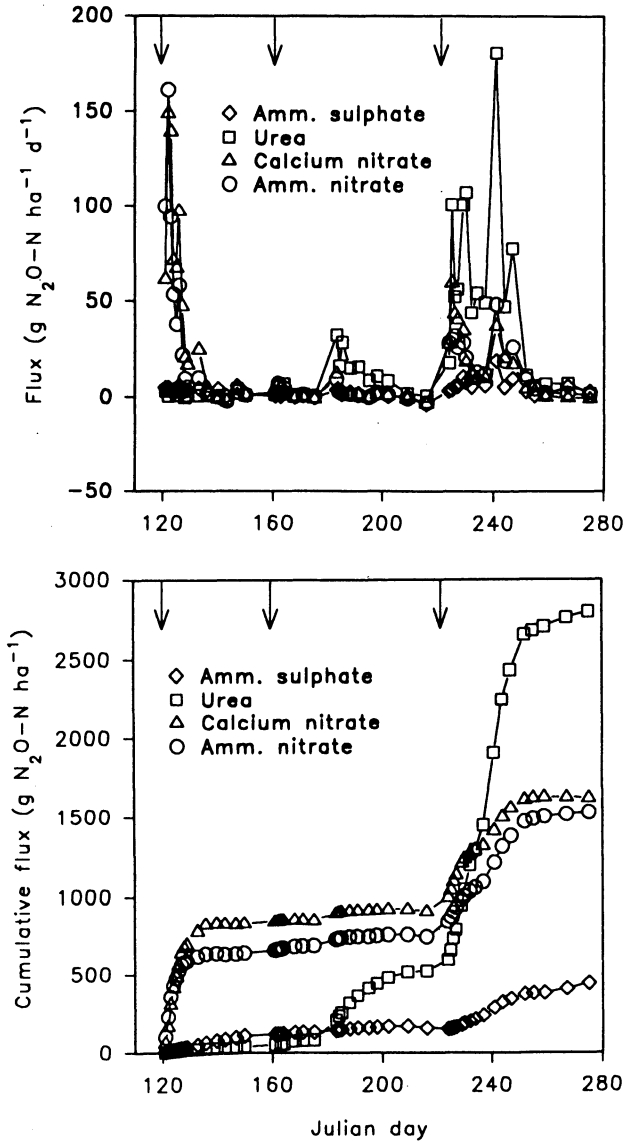 200
150
100
50
0
−50
Flux (g N2O−N ha−1 d−1)
Amm. sulphate
Urea
Calcium nitrate
Amm. nitrate
120 160 200 240 280
3000
2500
2000
1500
1000
500
0
Cumulative flux (g N2O−N ha−1)
Amm. sulphate
Urea
Calcium nitrate
Amm. nitrate
120 160 200 240 280
Julian day